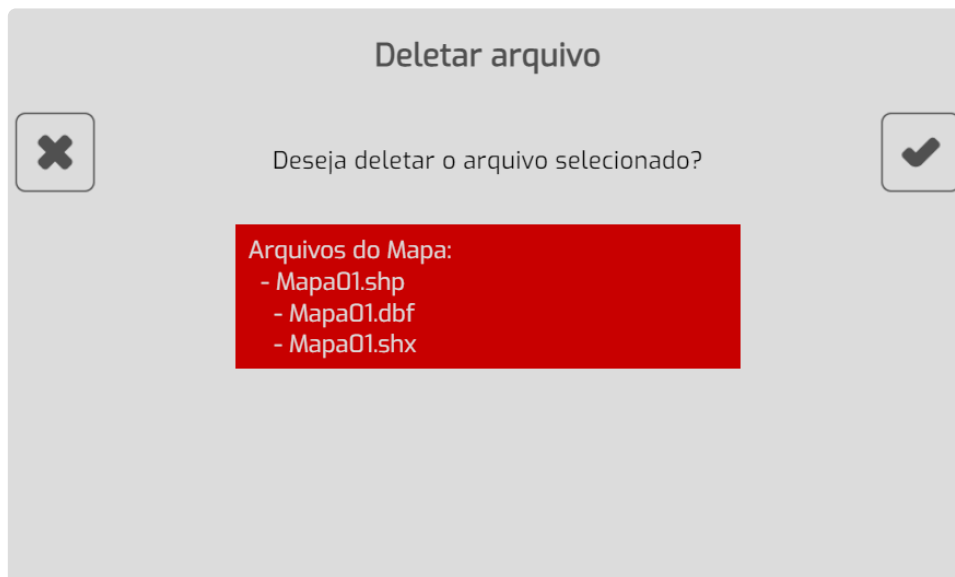 Deletar arquivo
Deseja deletar o arquivo selecionado?
Arquivos do Mapa:
- Mapa01.shp
- Mapa01.dbf
- Mapa01.shx